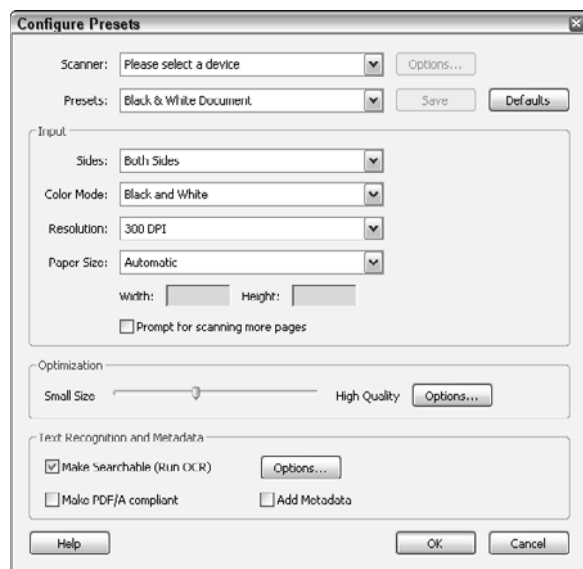 Configure Presets
Scanner: Please select a device Options...
Presets: Black & White Document Save Defaults
Input
Sides: Both Sides
Color Mode: Black and White
Resolution: 300 DPI
Paper Size: Automatic
Width: Height:
Prompt for scanning more pages
Optimization
Small Size High Quality Options...
Text Recognition and Metadata
Make Searchable (Run OCR) Options...
Make PDF/A compliant Add Metadata
Help OK Cancel